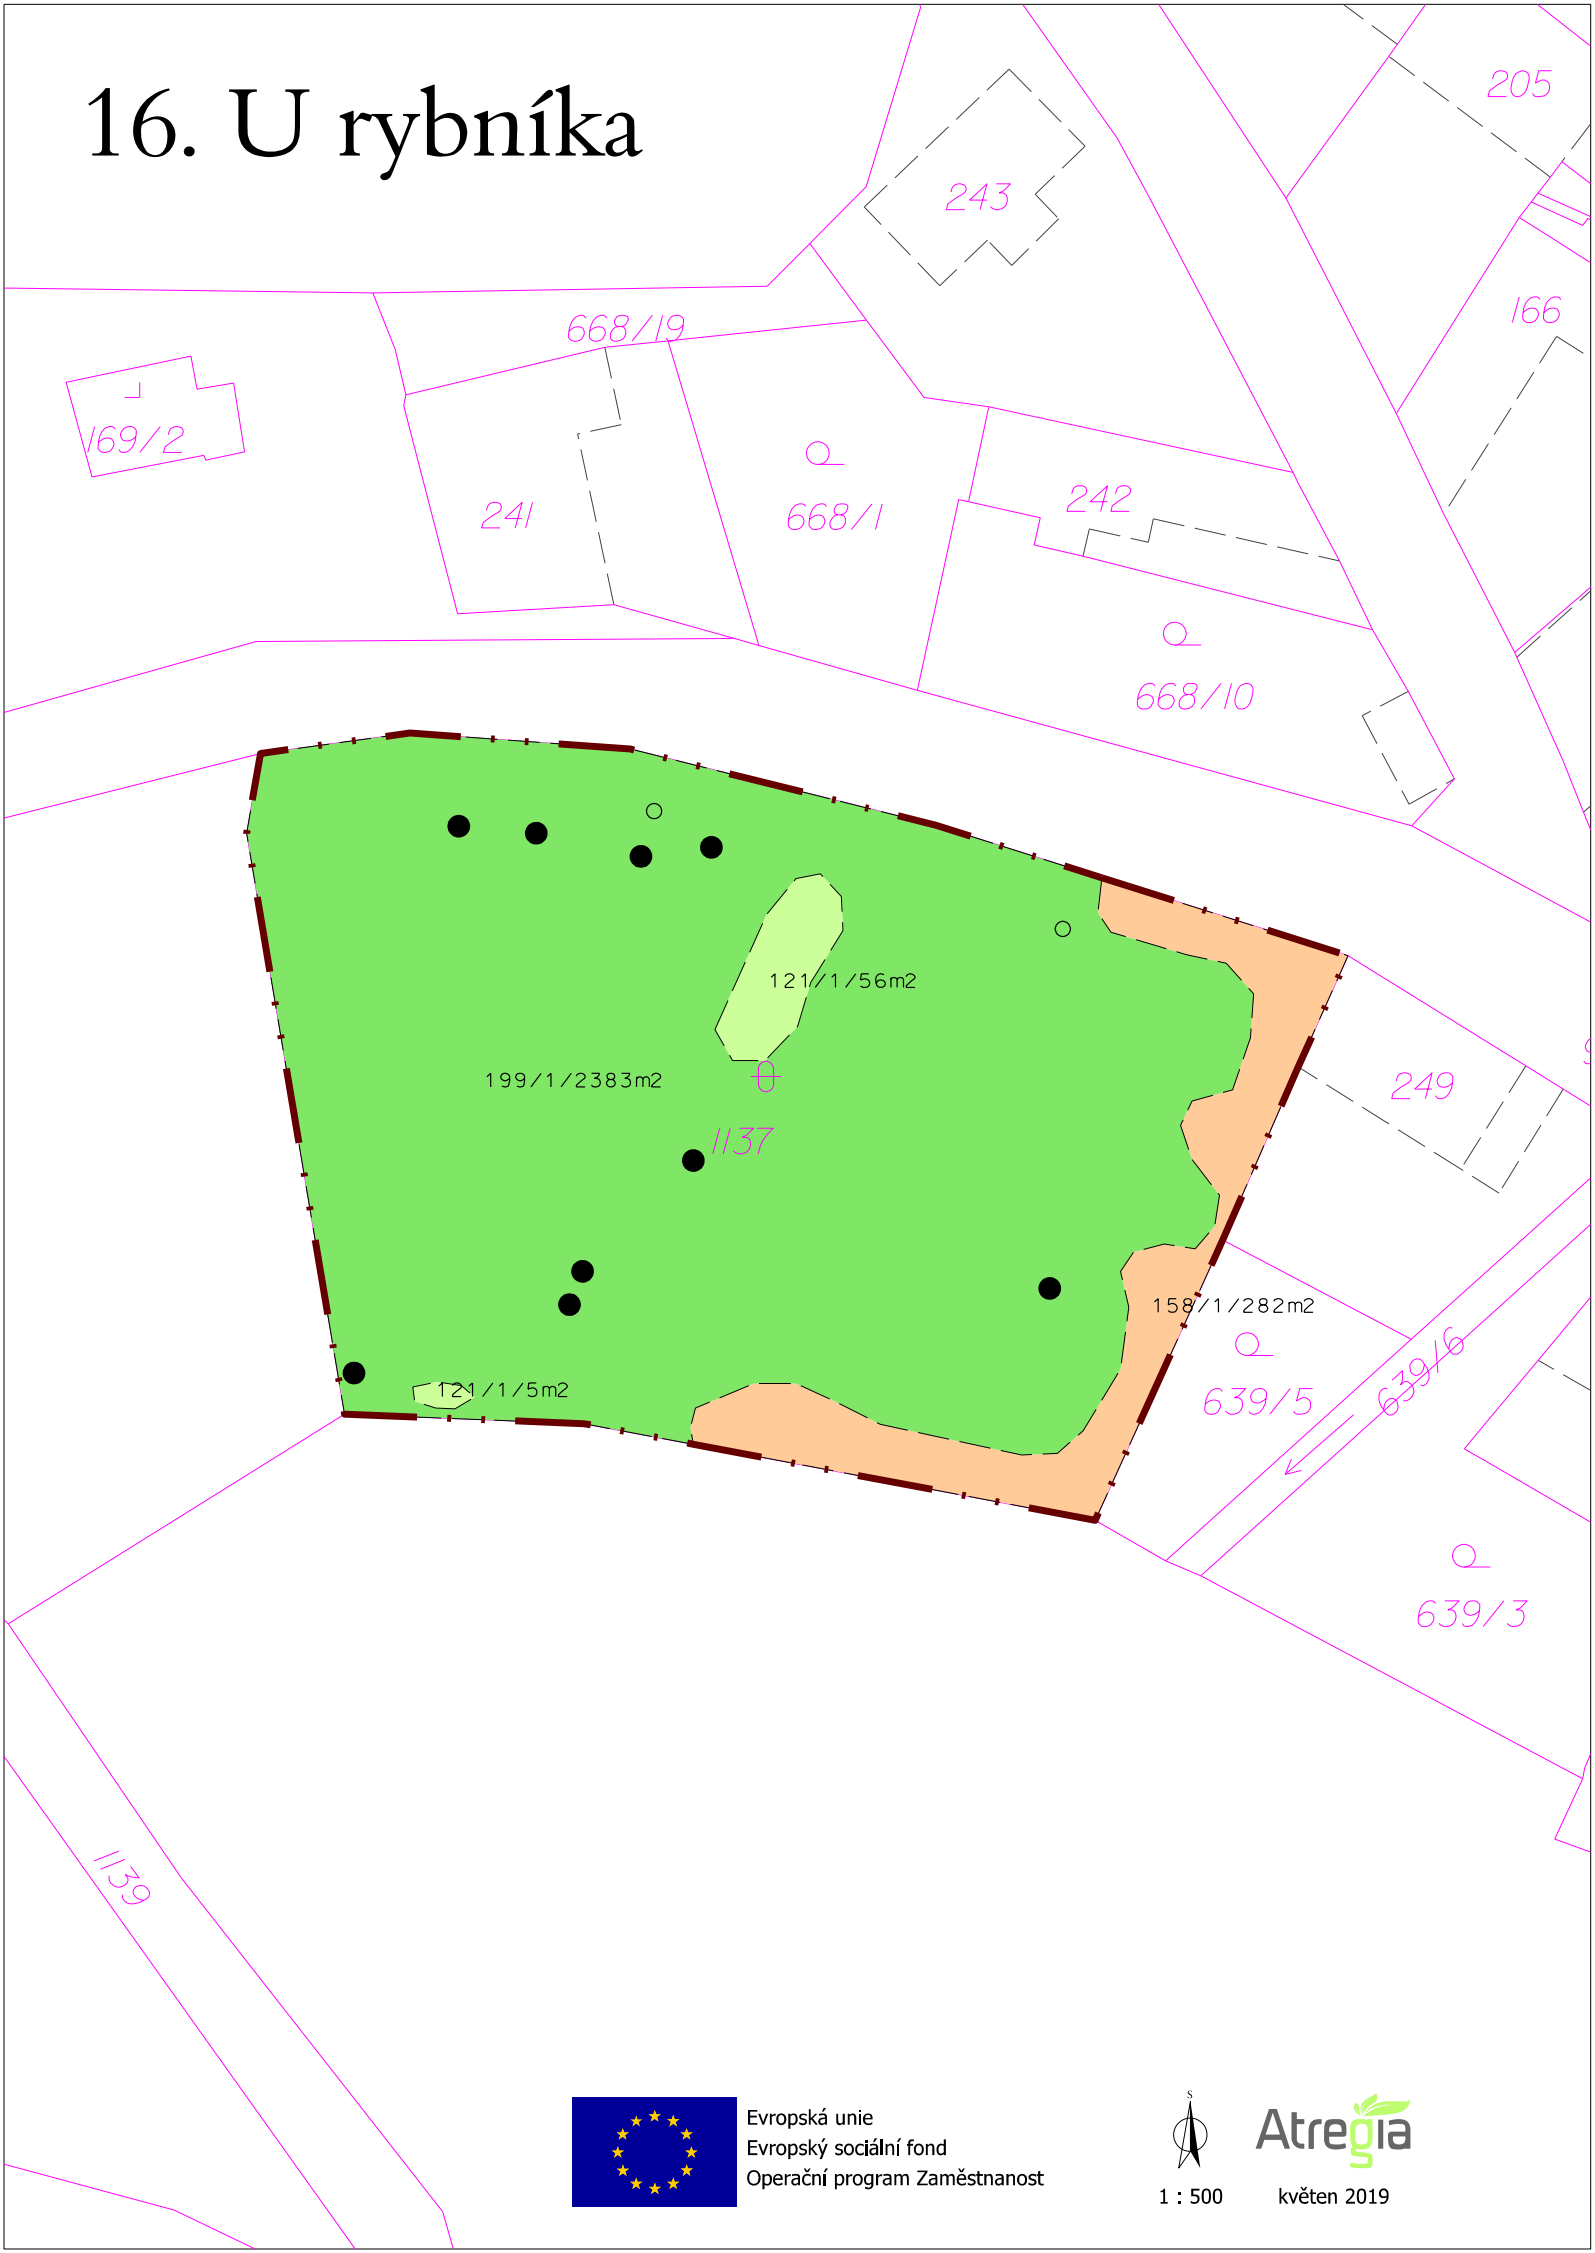 16. U rybníka
205
243
166
668/19
169/2
241
668/1
242
668/10
121/1/56m2
199/1/2383m2
249
1137
158/1/282m2
639/6
121/1/5m2
639/5
639/3
1139
Evropská unie
Evropský sociální fond
Operační program Zaměstnanost
S
Atregia
1 : 500
květen 2019